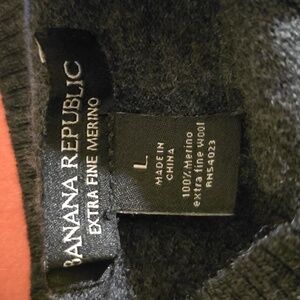 BANANA REPUBLIC
EXTRA FINE MERINO
L
MADE IN
CHINA
100% Merino
extra fine wool
RN54023